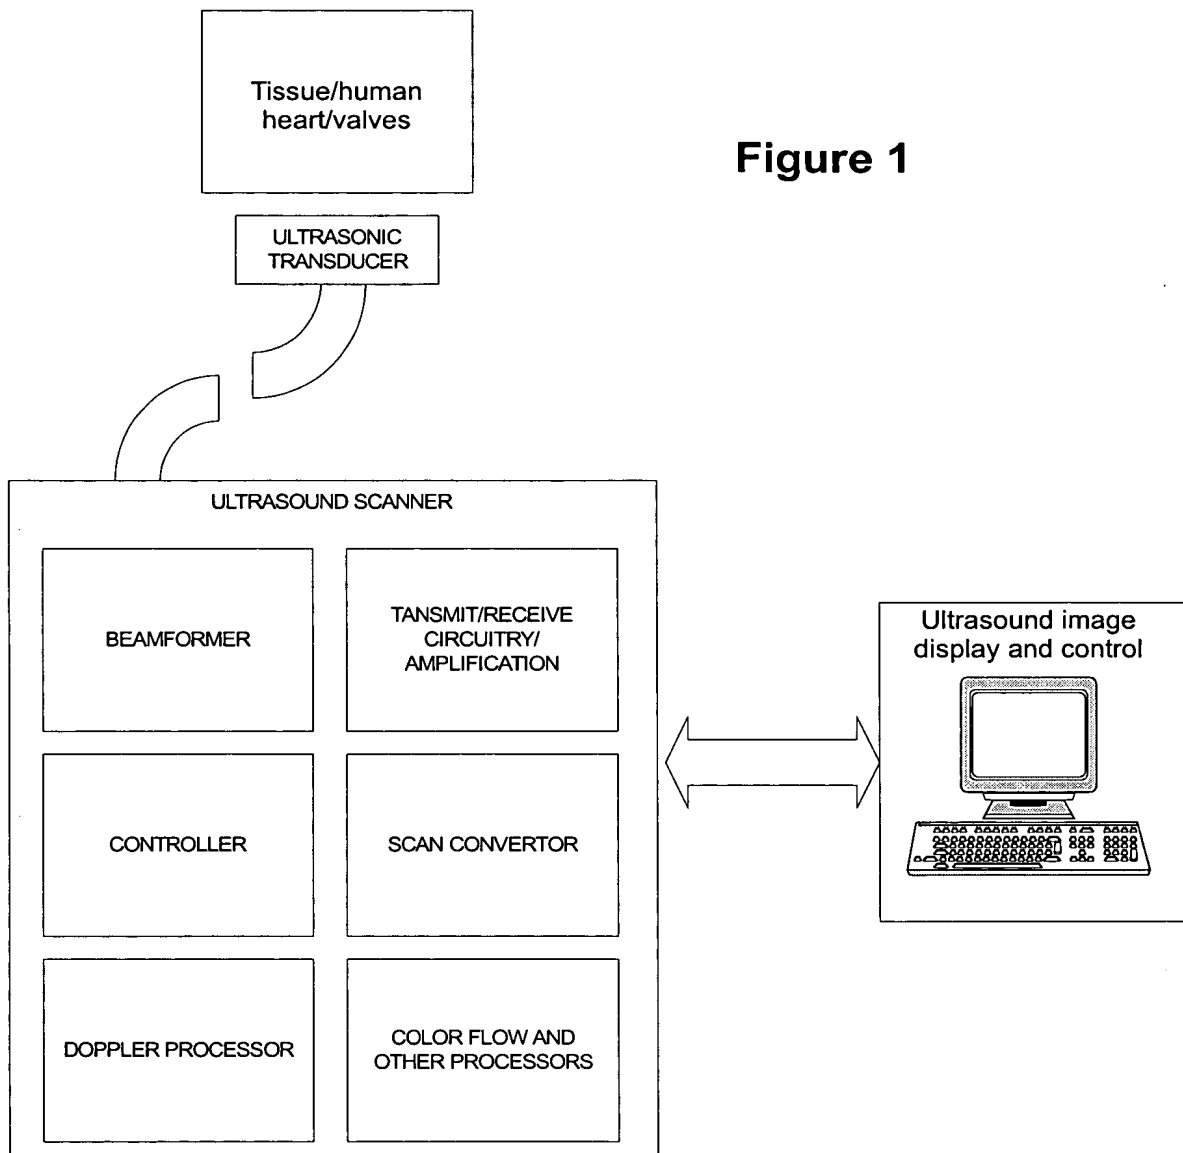 Tissue/human
heart/valves
Figure 1
ULTRASONIC
TRANSDUCER
ULTRASOUND SCANNER
BEAMFORMER
TANSMIT/RECEIVE
CIRCUITRY/
AMPLIFICATION
Ultrasound image
display and control
CONTROLLER
SCAN CONVERTOR
DOPPLER PROCESSOR
COLOR FLOW AND
OTHER PROCESSORS